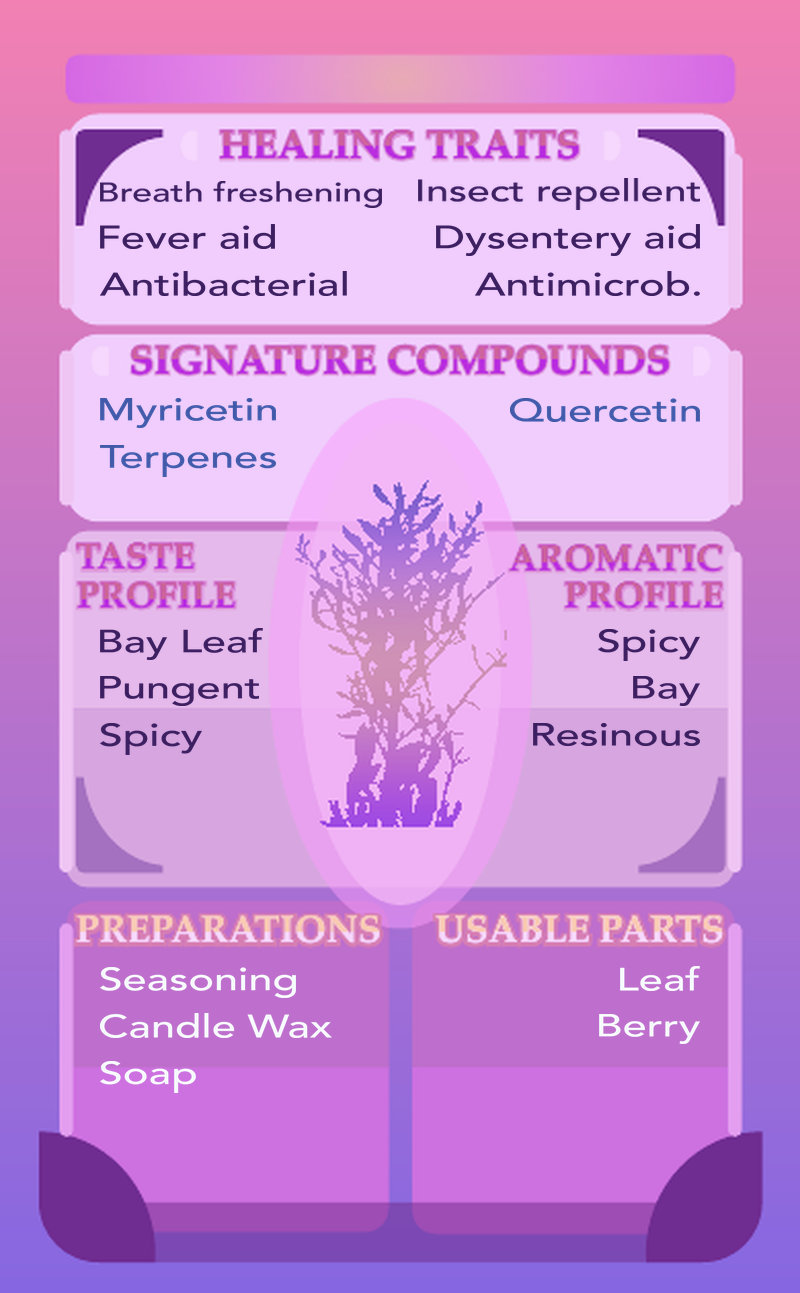 HEALING TRAITS
Breath freshening Insect repellent
Fever aid Dysentery aid
Antibacterial Antimicrob.
SIGNATURE COMPOUNDS
Myricetin Quercetin
Terpenes
TASTE
PROFILE
Bay Leaf
Pungent
Spicy
AROMATIC
PROFILE
Spicy
Bay
Resinous
PREPARATIONS
Seasoning
Candle Wax
Soap
USABLE PARTS
Leaf
Berry